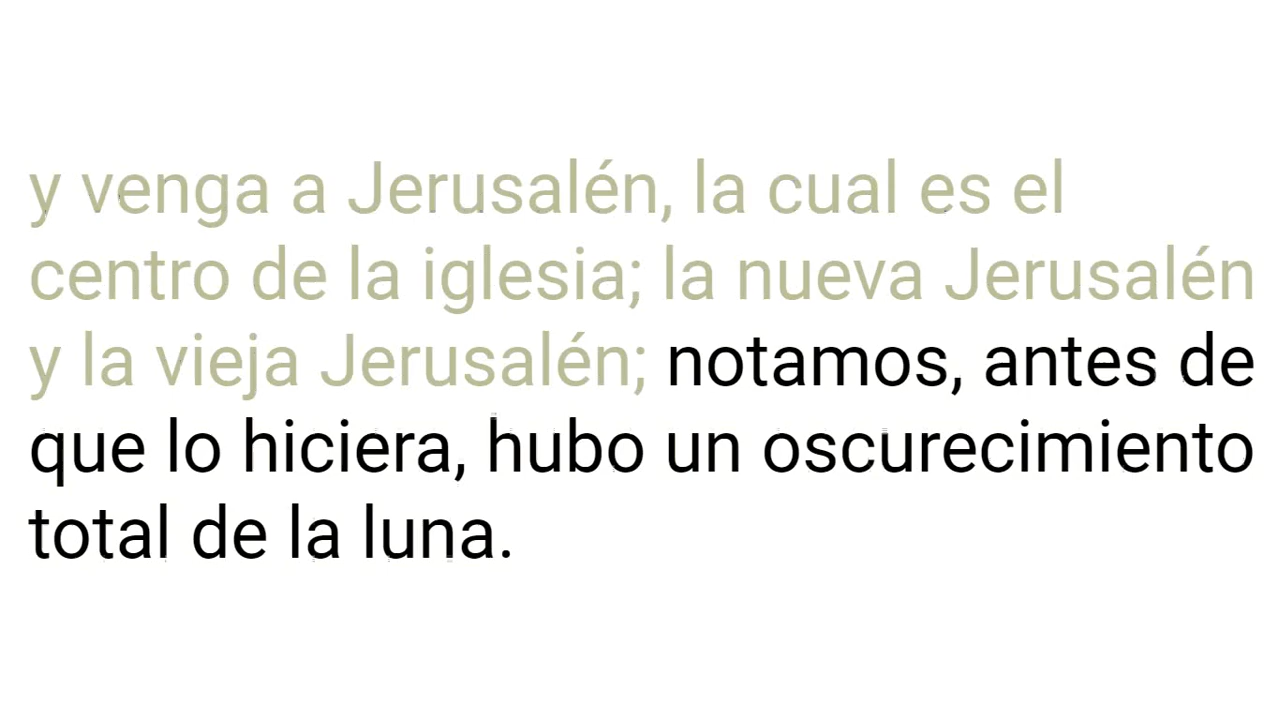 y venga a Jerusalén, la cual es el
centro de la iglesia; la nueva Jerusalén
y la vieja Jerusalén; notamos, antes de
que lo hiciera, hubo un oscurecimiento
total de la luna.